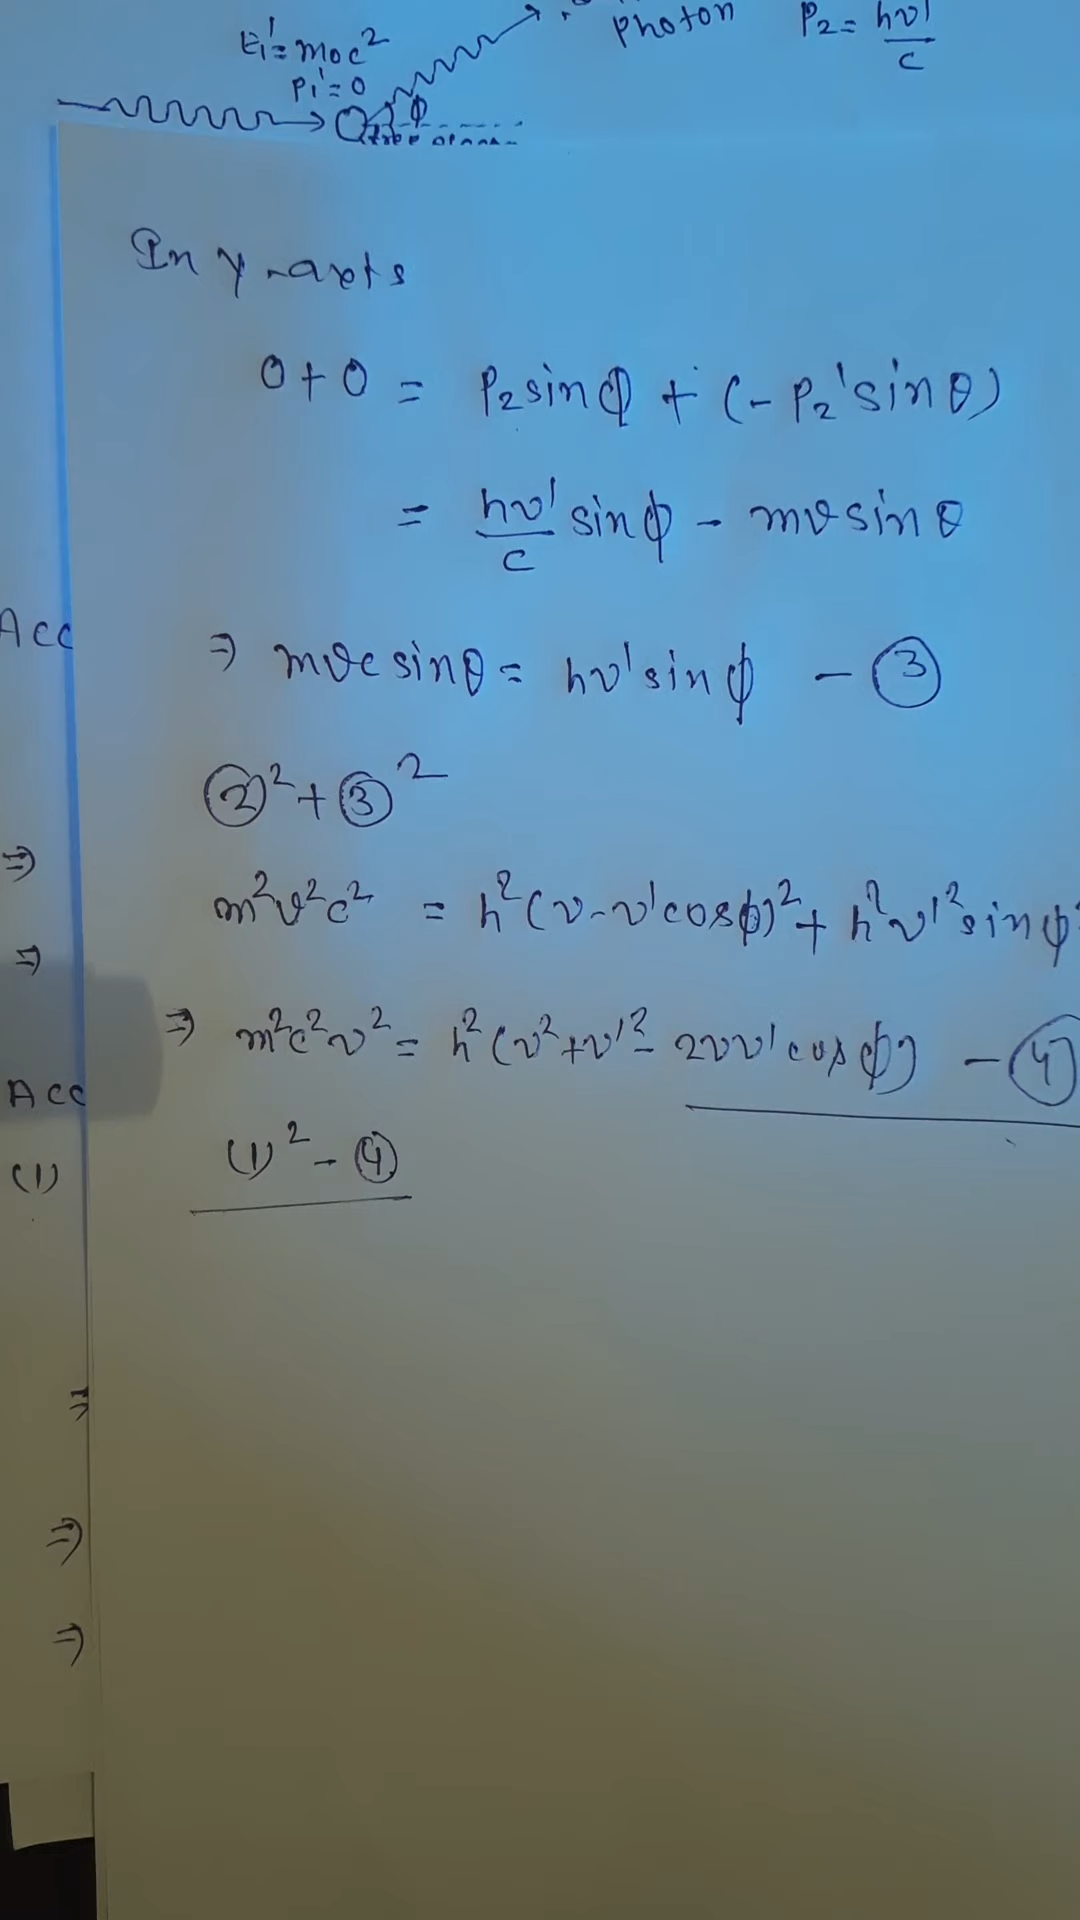 E₁' = m₀c²
Photon P₂ = hν'/c
P₁' = 0
ϕ
In y-axis
0 + 0 = P₂ sin ϕ + (- P₂' sin θ)
= hν'/c sin ϕ - mv sin θ
Acc
⇒ mvc sin θ = hν' sin ϕ - ③
②² + ③²
⇒
m²v²c² = h² (ν - ν' cos ϕ)² + h²ν'² sin ϕ
⇒
⇒ m²c²v² = h² (ν² + ν'² - 2νν' cos ϕ) - ④
Acc
(1)
(1)² - ④
⇒
⇒
⇒